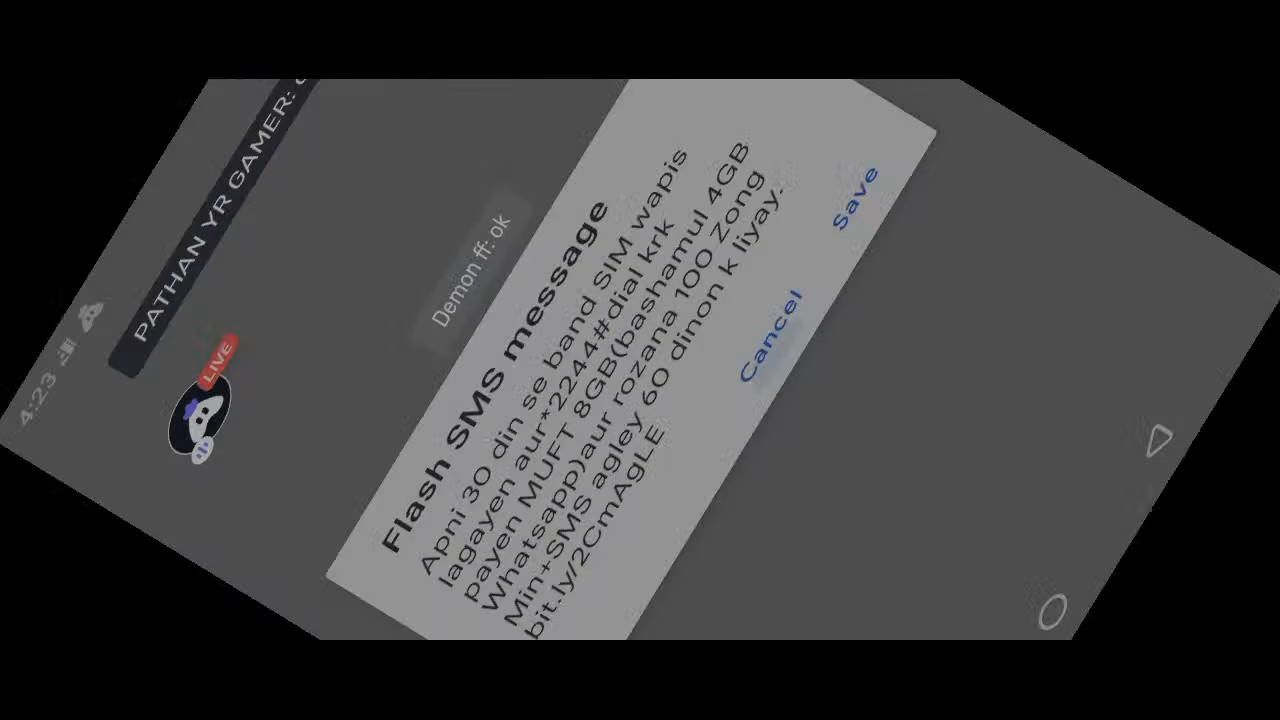 4:23
PATHAN YR GAMER:
LIVE
Demon ff: ok
Flash SMS message
Apni 30 din se band SIM wapis
lagayen aur*2244#dial krk
payen MUFT 8GB(bashamul 4GB
Whatsapp)aur rozana 100 Zong
Min+SMS agley 60 dinon k liyay.
bit.ly/2CmAgLE
Cancel
Save